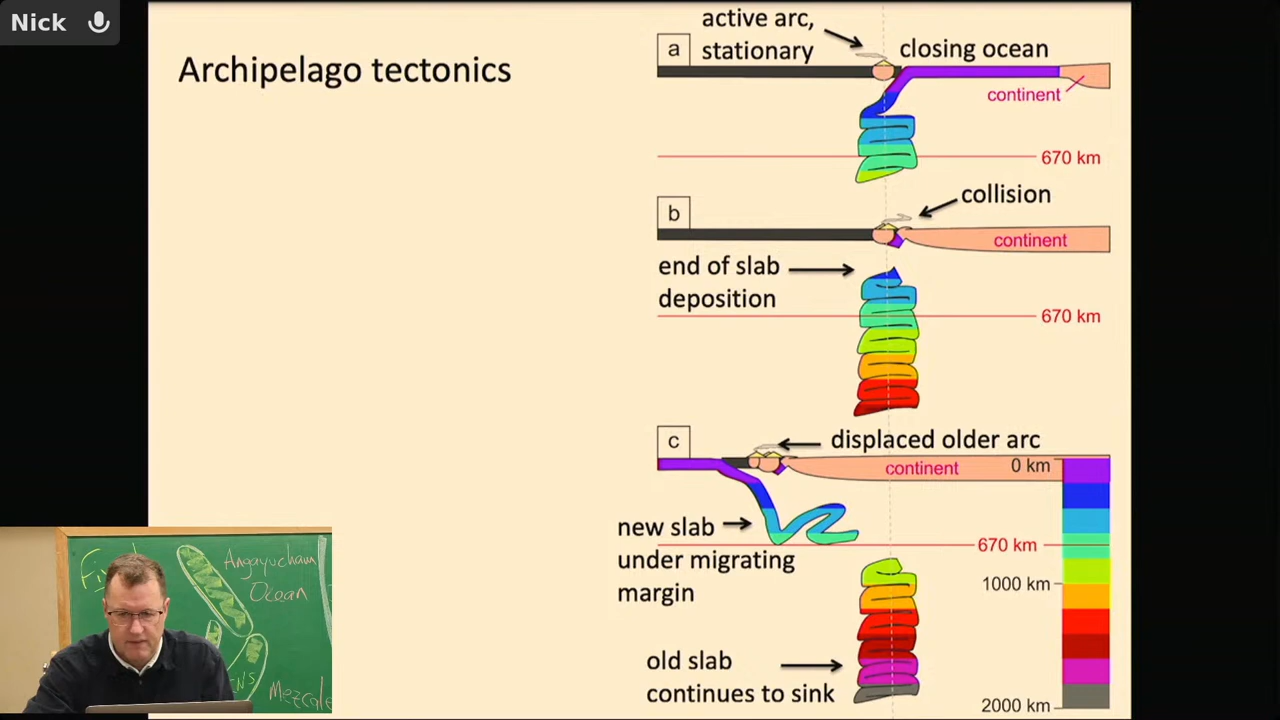 Nick
Archipelago tectonics
active arc,
stationary
a
closing ocean
continent
670 km
b
collision
continent
end of slab
deposition
670 km
c
displaced older arc
continent
0 km
new slab
under migrating
margin
670 km
1000 km
old slab
continues to sink
2000 km
Angayucham
Ocean